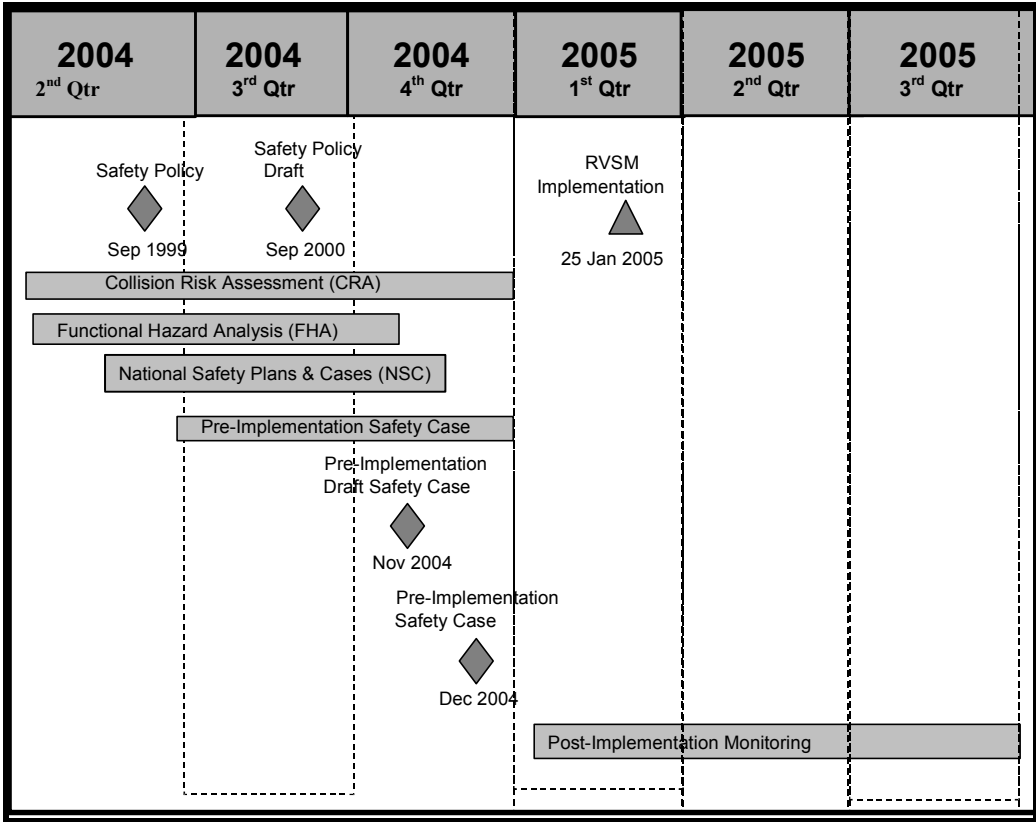 2004
2nd Qtr
2004
3rd Qtr
2004
4th Qtr
2005
1st Qtr
2005
2nd Qtr
2005
3rd Qtr
Safety Policy
Sep 1999
Safety Policy
Draft
Sep 2000
RVSM
Implementation
25 Jan 2005
Collision Risk Assessment (CRA)
Functional Hazard Analysis (FHA)
National Safety Plans & Cases (NSC)
Pre-Implementation Safety Case
Pre-Implementation
Draft Safety Case
Nov 2004
Pre-Implementation
Safety Case
Dec 2004
Post-Implementation Monitoring